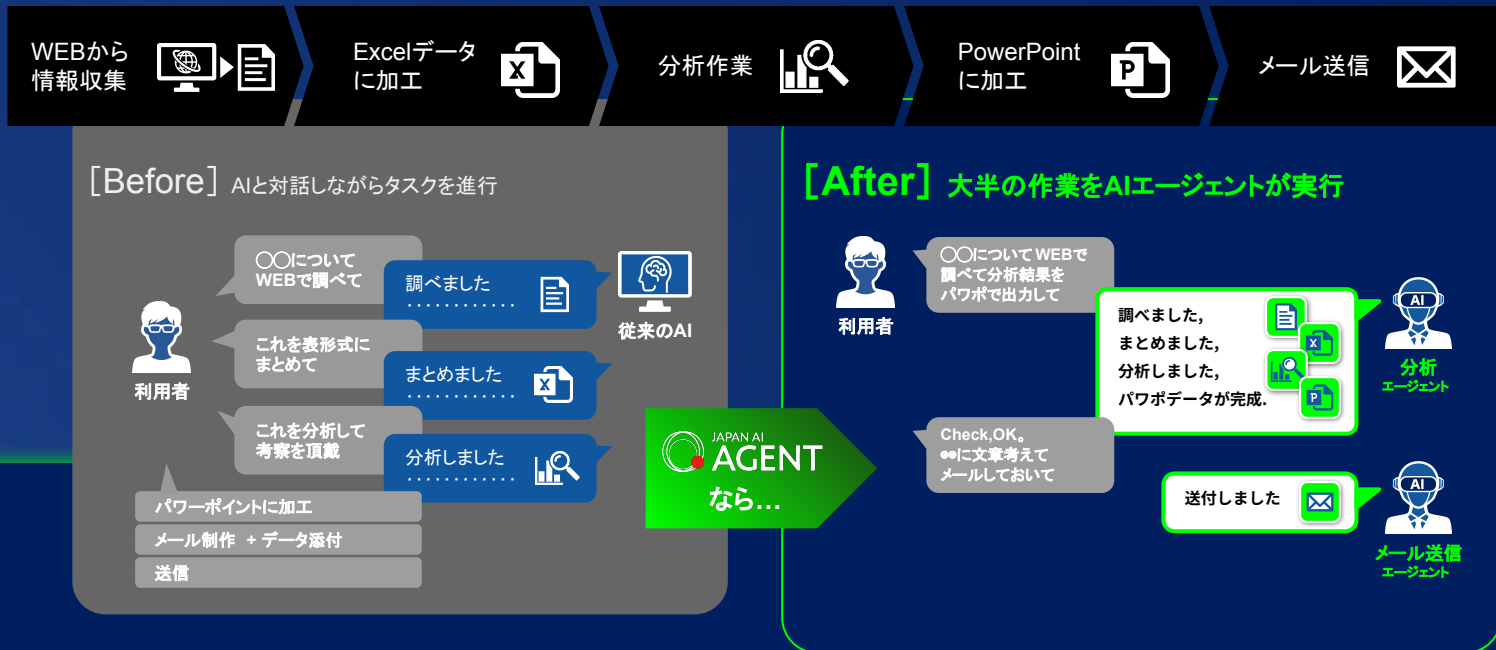 WEBから
情報収集
Excelデータ
に加工
X
分析作業
PowerPoint
に加工
P
メール送信
［Before］ AIと対話しながらタスクを進行
〇〇について
WEBで調べて
調べました
............
従来のAI
利用者
これを表形式に
まとめて
まとめました
............
X
これを分析して
考察を頂戴
分析しました
............
パワーポイントに加工
メール制作 + データ添付
送信
JAPAN AI
AGENT
なら...
［After］ 大半の作業をAIエージェントが実行
利用者
〇〇についてWEBで
調べて分析結果を
パワポで出力して
調べました,
まとめました,
分析しました,
パワポデータが完成.
X
P
AI
分析
エージェント
Check,OK。
●●に文章考えて
メールしておいて
送付しました
AI
メール送信
エージェント